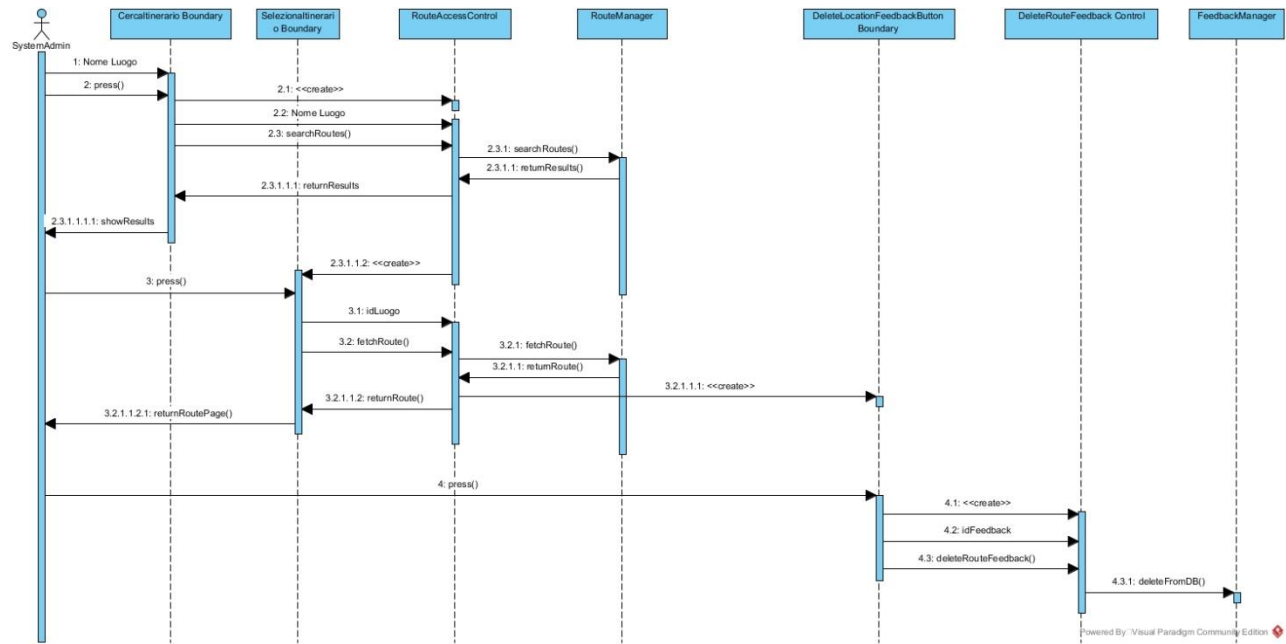 CercaItinerario Boundary
SelezionaItinerari
o Boundary
RouteAccessControl
RouteManager
DeleteLocationFeedbackButton
Boundary
DeleteRouteFeedback Control
FeedbackManager
SystemAdmin
1: Nome Luogo
2: press()
2.1: <<create>>
2.2: Nome Luogo
2.3: searchRoutes()
2.3.1: searchRoutes()
2.3.1.1: returnResults()
2.3.1.1.1: returnResults
2.3.1.1.1.1: showResults
2.3.1.1.2: <<create>>
3: press()
3.1: idLuogo
3.2: fetchRoute()
3.2.1: fetchRoute()
3.2.1.1: returnRoute()
3.2.1.1.1: <<create>>
3.2.1.1.2: returnRoute()
3.2.1.1.2.1: returnRoutePage()
4: press()
4.1: <<create>>
4.2: idFeedback
4.3: deleteRouteFeedback()
4.3.1: deleteFromDB()
Powered By Visual Paradigm Community Edition